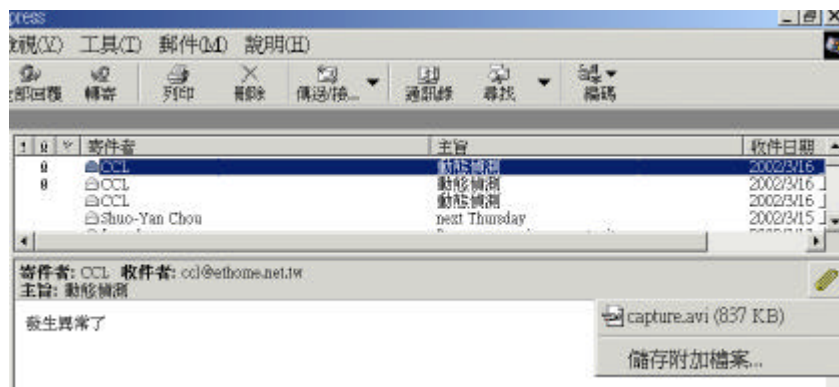 press
檢視(V) 工具(T) 郵件(M) 說明(H)
全部回覆 轉寄 列印 刪除 傳送/接... 通訊錄 尋找 編碼
寄件者 主旨 收件日期
CCL 動態偵測 2002/3/16
CCL 動態偵測 2002/3/16
CCL 動態偵測 2002/3/16
Shuo-Yan Chou next Thursday 2002/3/15
寄件者: CCL 收件者: ccl@ethome.net.tw
主旨: 動態偵測
發生異常了
capture.avi (837 KB)
儲存附加檔案...